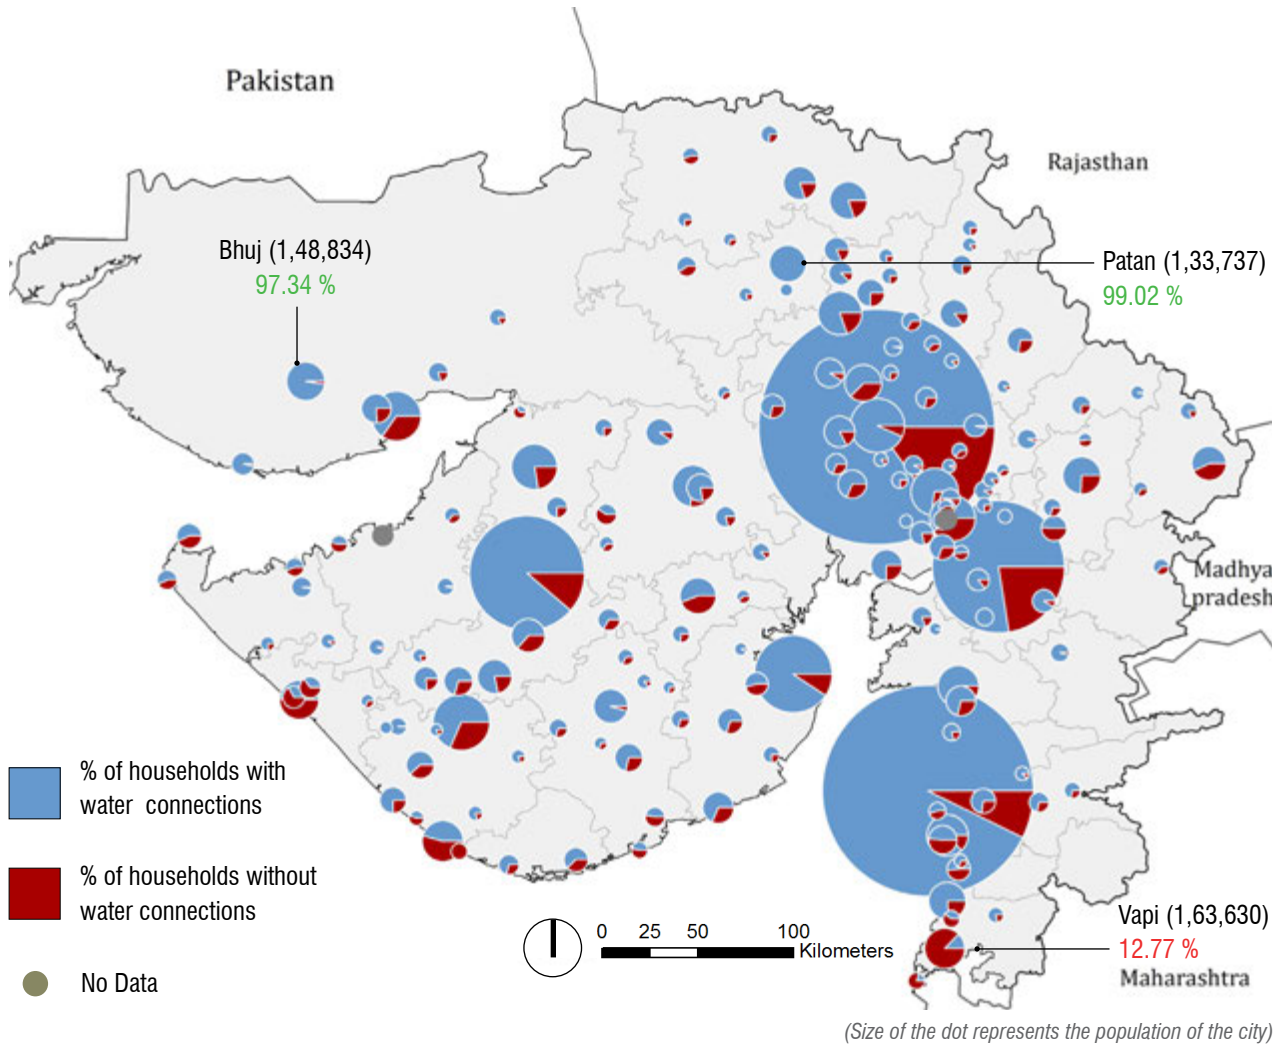 Pakistan
Rajasthan
Bhuj (1,48,834)
97.34 %
Patan (1,33,737)
99.02 %
Madhya
pradesh
% of households with
water connections
% of households without
water connections
No Data
0 25 50 100
Kilometers
Vapi (1,63,630)
12.77 %
Maharashtra
(Size of the dot represents the population of the city)